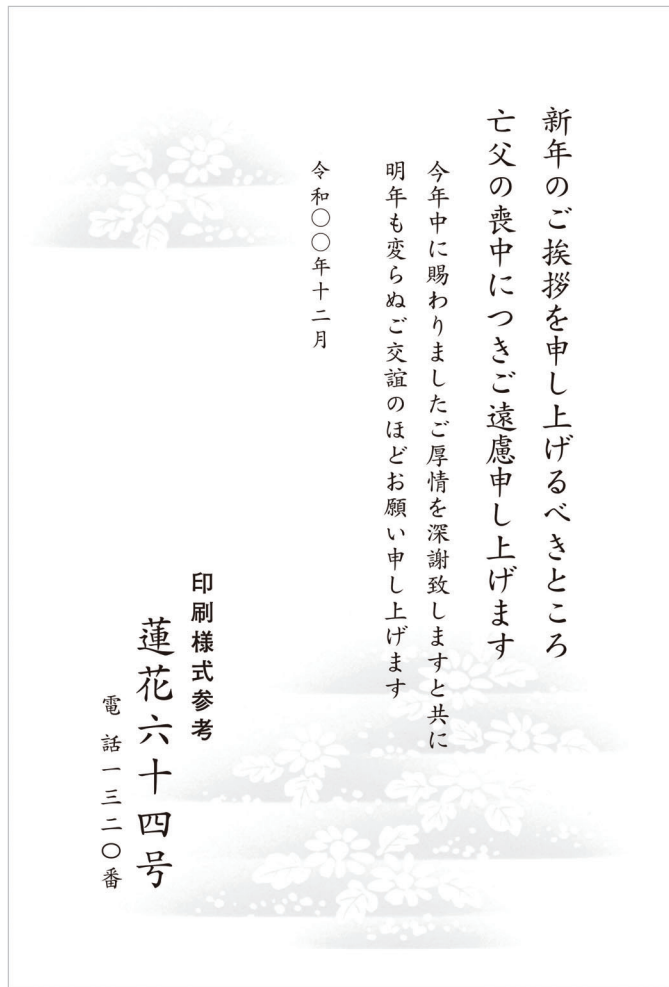 新年のご挨拶を申し上げるべきところ
亡父の喪中につきご遠慮申し上げます
今年中に賜わりましたご厚情を深謝致しますと共に
明年も変らぬご交誼のほどお願い申し上げます
令和〇〇年十二月
印刷様式参考
蓮花六十四号
電話一三二〇番